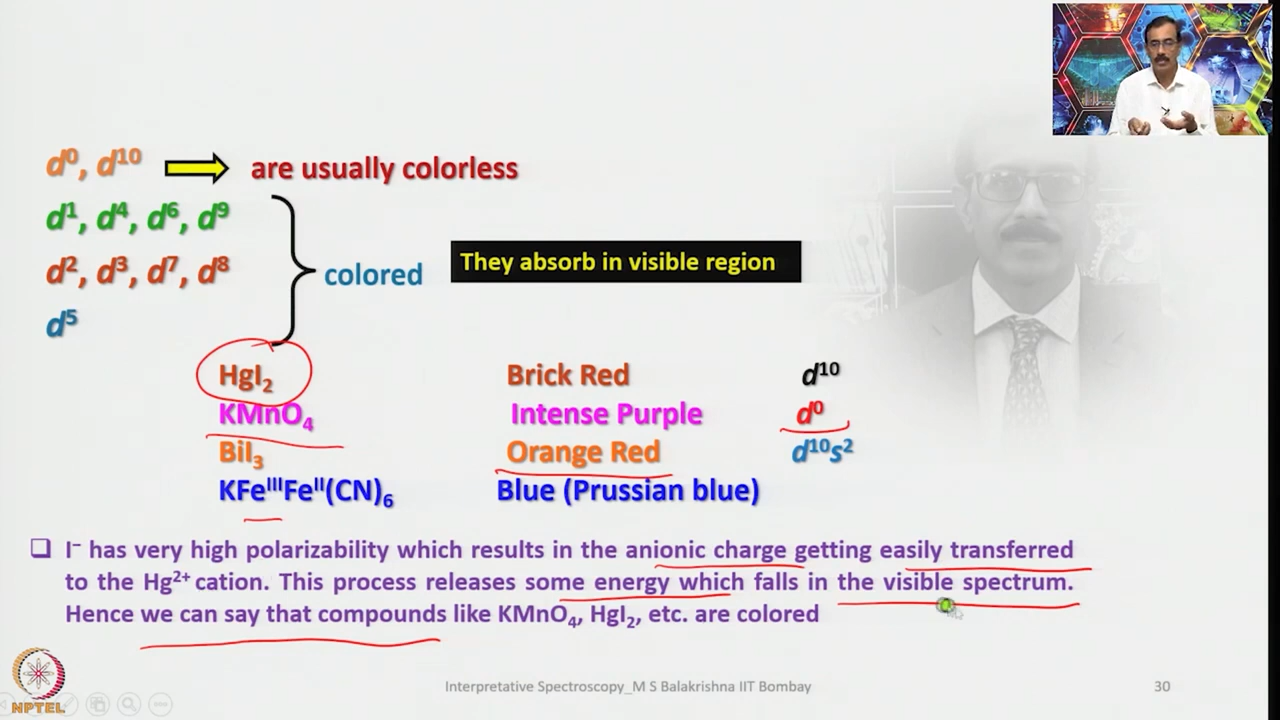 d⁰, d¹⁰ are usually colorless
d¹, d⁴, d⁶, d⁹
d², d³, d⁷, d⁸
colored
They absorb in visible region
d⁵
HgI₂ Brick Red d¹⁰
KMnO₄ Intense Purple d⁰
BiI₃ Orange Red d¹⁰s²
KFeᴵᴵᴵFeᴵᴵ(CN)₆ Blue (Prussian blue)
❑ I⁻ has very high polarizability which results in the anionic charge getting easily transferred
to the Hg²⁺ cation. This process releases some energy which falls in the visible spectrum.
Hence we can say that compounds like KMnO₄, HgI₂, etc. are colored
NPTEL
Interpretative Spectroscopy_M S Balakrishna IIT Bombay
30